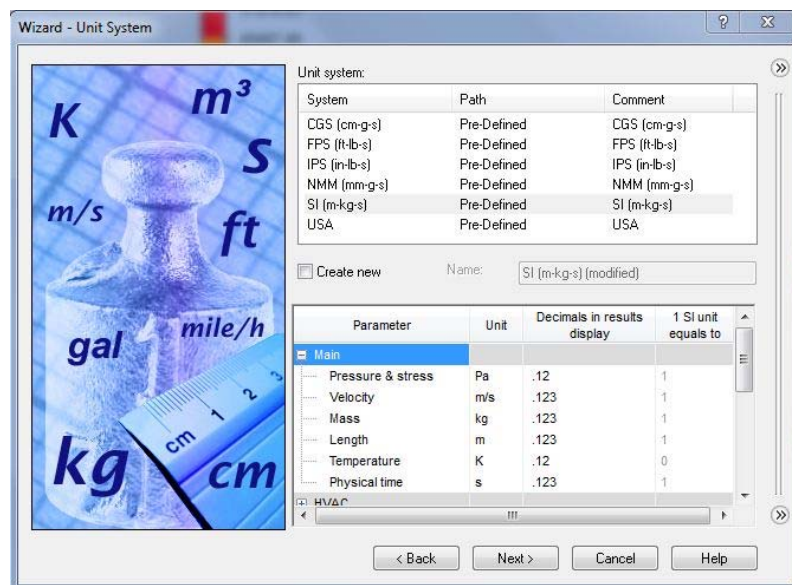 Wizard - Unit System
K
m³
S
m/s
ft
gal
mile/h
kg
cm
1
2
3
cm
Unit system:
System Path Comment
CGS (cm-g-s) Pre-Defined CGS (cm-g-s)
FPS (ft-lb-s) Pre-Defined FPS (ft-lb-s)
IPS (in-lb-s) Pre-Defined IPS (in-lb-s)
NMM (mm-g-s) Pre-Defined NMM (mm-g-s)
SI (m-kg-s) Pre-Defined SI (m-kg-s)
USA Pre-Defined USA
Create new Name: SI (m-kg-s) (modified)
Parameter Unit Decimals in results display 1 SI unit equals to
Main
Pressure & stress Pa .12 1
Velocity m/s .123 1
Mass kg .123 1
Length m .123 1
Temperature K .12 0
Physical time s .123 1
HVAC
< Back Next > Cancel Help